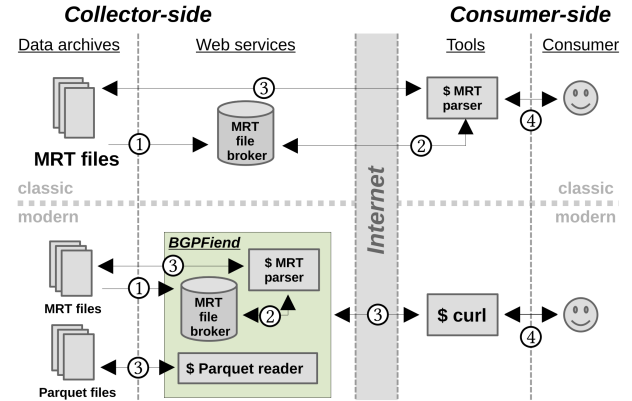 Collector-side
Consumer-side
Data archives
Web services
Tools
Consumer
3
$ MRT
parser
MRT
file
broker
1
2
4
MRT files
Internet
classic
classic
modern
modern
BGPFiend
3
$ MRT
parser
1
MRT files
MRT
file
broker
2
3
$ curl
4
3
$ Parquet reader
Parquet files